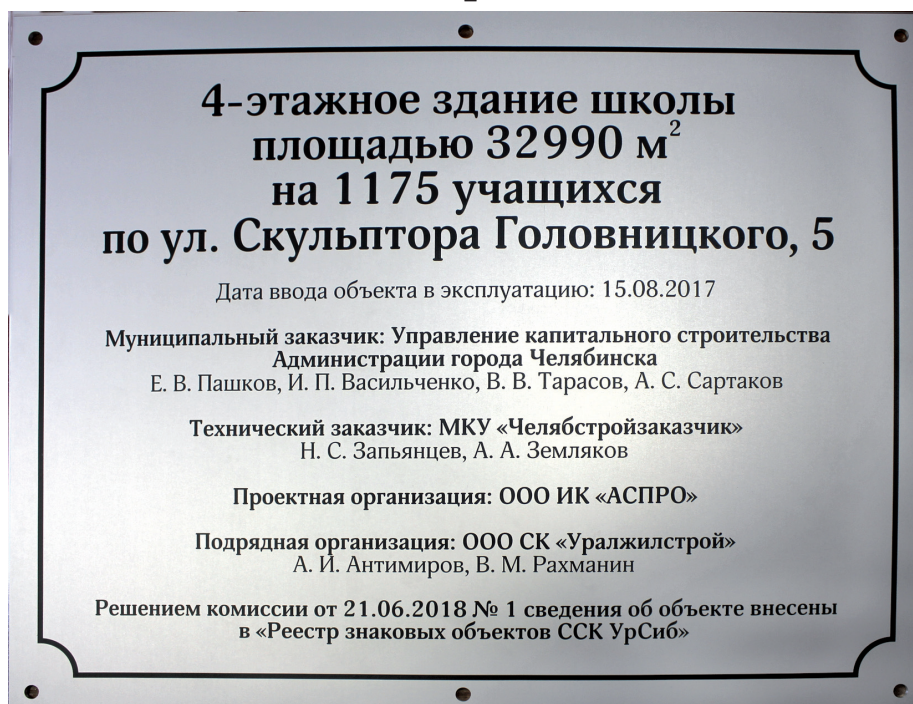 4-этажное здание школы
площадью 32990 м²
на 1175 учащихся
по ул. Скульптора Головницкого, 5
Дата ввода объекта в эксплуатацию: 15.08.2017
Муниципальный заказчик: Управление капитального строительства
Администрации города Челябинска
Е. В. Пашков, И. П. Васильченко, В. В. Тарасов, А. С. Сартаков
Технический заказчик: МКУ «Челябстройзаказчик»
Н. С. Запьянцев, А. А. Земляков
Проектная организация: ООО ИК «АСПРО»
Подрядная организация: ООО СК «Уралжилстрой»
А. И. Антимиров, В. М. Рахманин
Решением комиссии от 21.06.2018 № 1 сведения об объекте внесены
в «Реестр знаковых объектов ССК УрСиб»